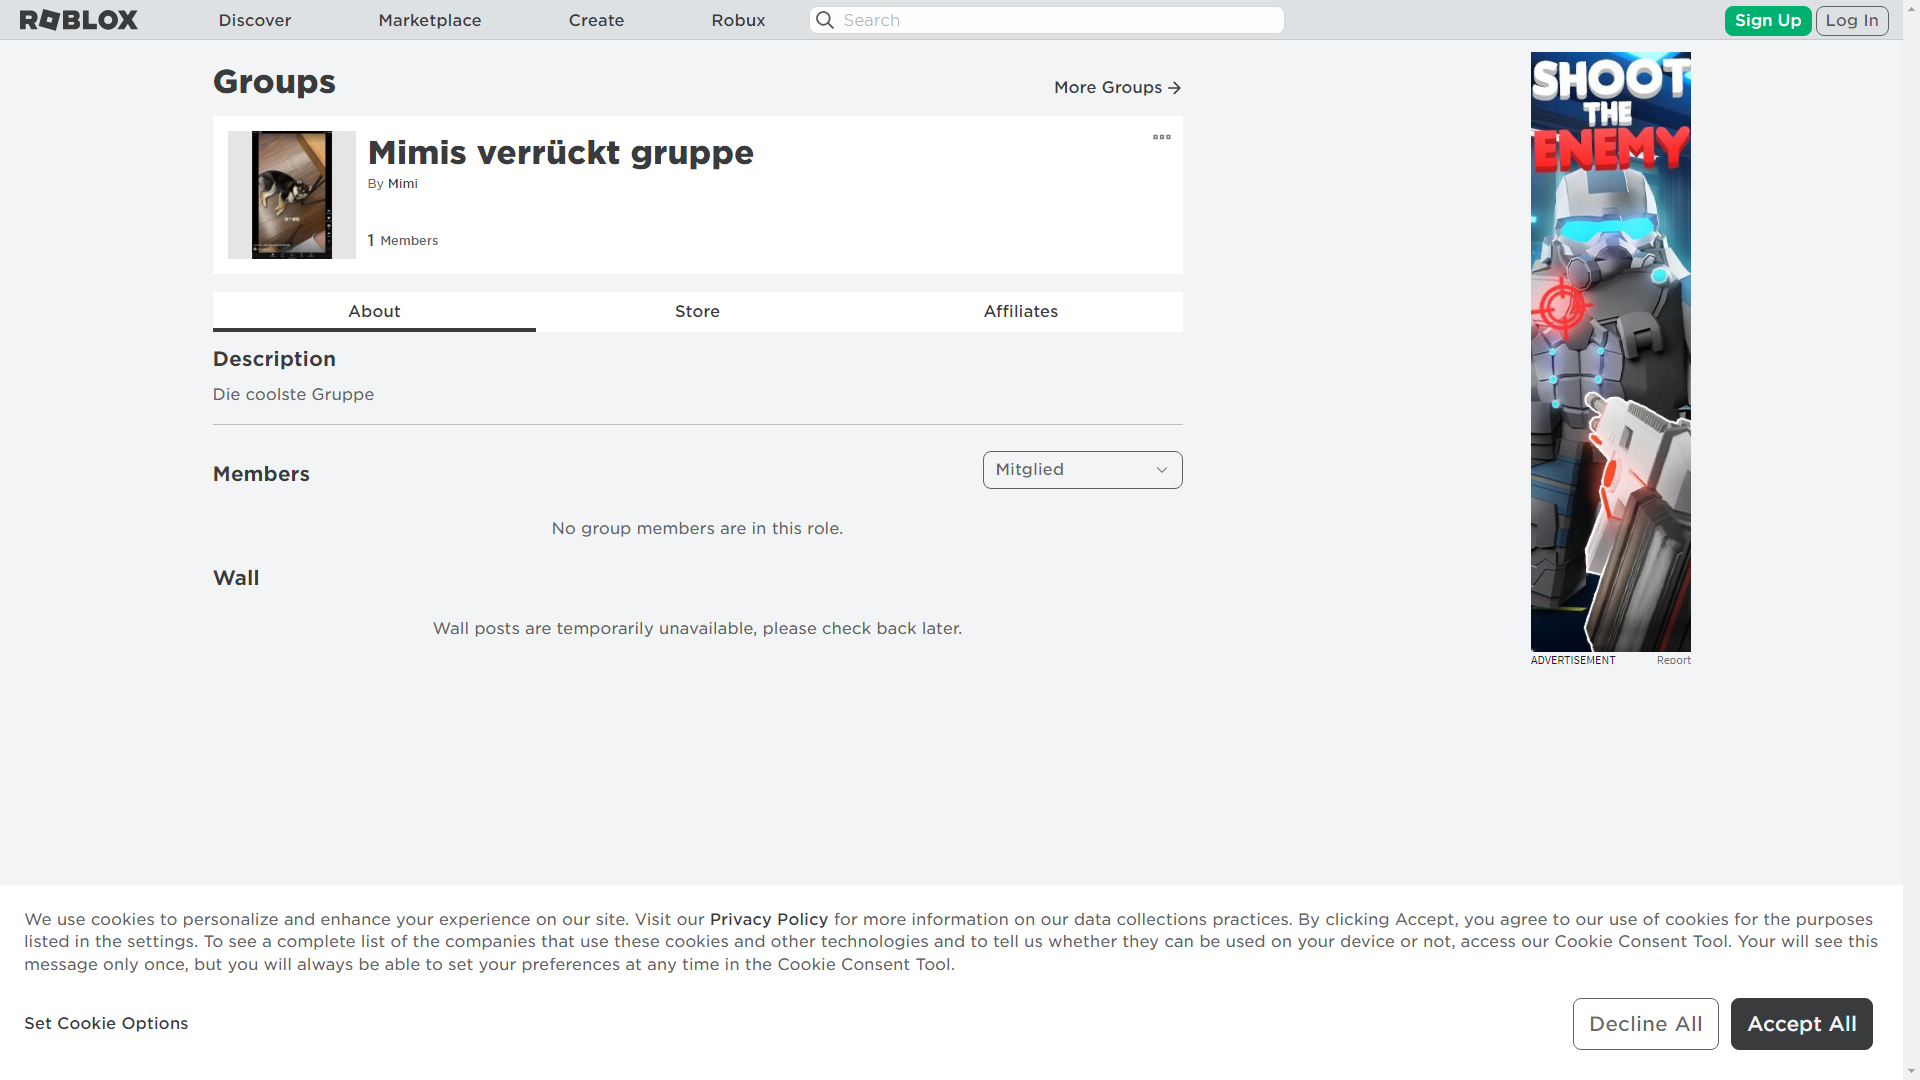 ROBLOX
Discover
Marketplace
Create
Robux
Search
Sign Up
Log In
Groups
More Groups
Mimis verrückt gruppe
By Mimi
1 Members
About
Store
Affiliates
Description
Die coolste Gruppe
Members
Mitglied
No group members are in this role.
Wall
Wall posts are temporarily unavailable, please check back later.
SHOOT
THE
ENEMY
ADVERTISEMENT
Report
We use cookies to personalize and enhance your experience on our site. Visit our Privacy Policy for more information on our data collections practices. By clicking Accept, you agree to our use of cookies for the purposes
listed in the settings. To see a complete list of the companies that use these cookies and other technologies and to tell us whether they can be used on your device or not, access our Cookie Consent Tool. Your will see this
message only once, but you will always be able to set your preferences at any time in the Cookie Consent Tool.
Set Cookie Options
Decline All
Accept All